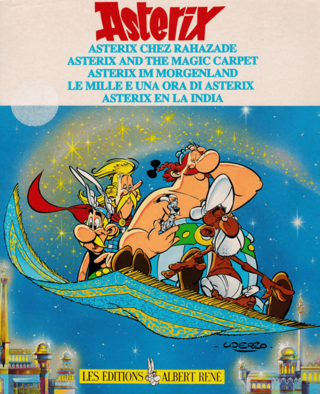 Asterix
ASTERIX CHEZ RAHAZADE
ASTERIX AND THE MAGIC CARPET
ASTERIX IM MORGENLAND
LE MILLE E UNA ORA DI ASTERIX
ASTERIX EN LA INDIA
UDERZO
LES EDITIONS ALBERT RENÉ